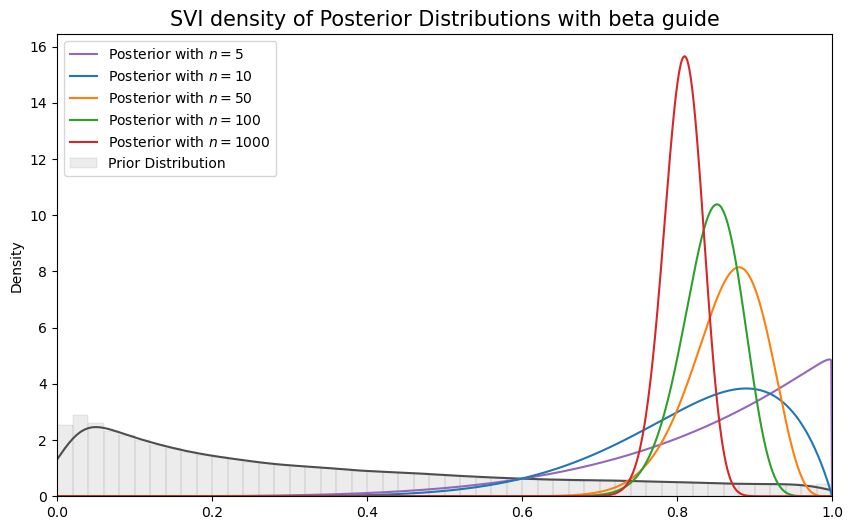 SVI density of Posterior Distributions with beta guide
16
14
12
10
8
6
4
2
0
Density
Posterior with n = 5
Posterior with n = 10
Posterior with n = 50
Posterior with n = 100
Posterior with n = 1000
Prior Distribution
0.0 0.2 0.4 0.6 0.8 1.0